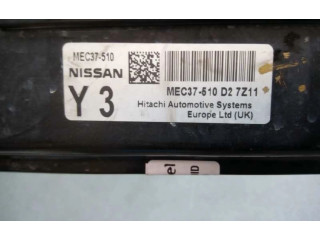 MEC37-510
NISSAN
Y 3
MEC37-510 D2 7Z11
Hitachi Automotive Systems
Europe Ltd (UK)